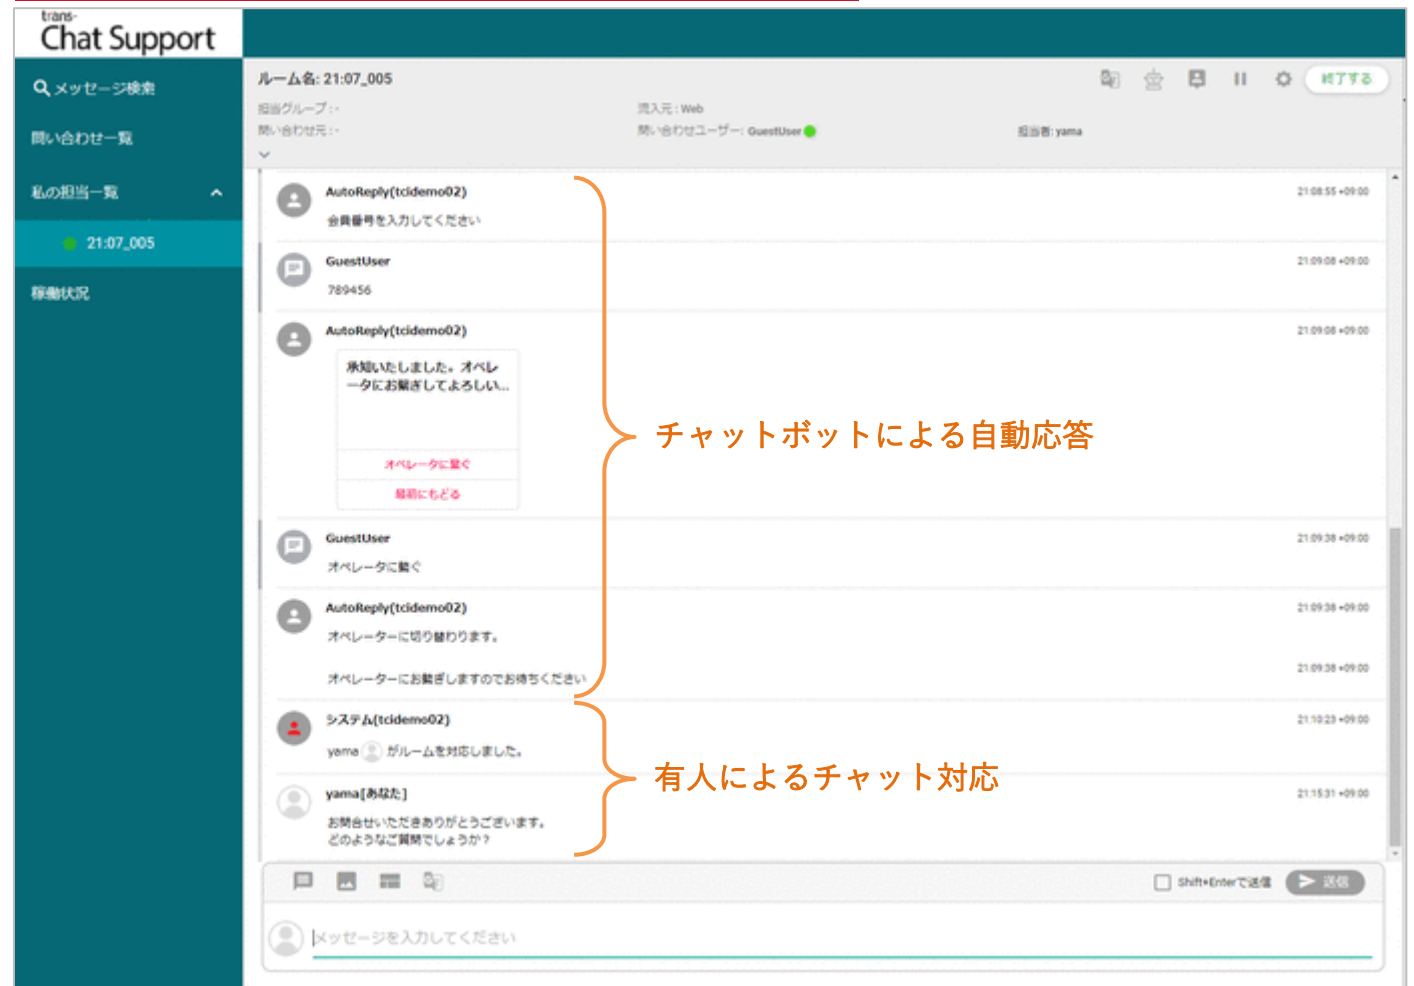 trans-
Chat Support
メッセージ検索
問い合わせ一覧
私の担当一覧
21:07_005
稼働状況
ルーム名: 21:07_005
終了する
担当グループ : -
流入元 : Web
問い合わせ元 : -
問い合わせユーザー: GuestUser
担当者: yama
AutoReply(tcidemo02)
21:08:55 +09:00
会員番号を入力してください
GuestUser
21:09:08 +09:00
789456
AutoReply(tcidemo02)
21:09:08 +09:00
承知いたしました。オペレ
ータにお繋ぎしてよろしい...
オペレータに繋ぐ
最初にもどる
チャットボットによる自動応答
GuestUser
21:09:38 +09:00
オペレータに繋ぐ
AutoReply(tcidemo02)
21:09:38 +09:00
オペレーターに切り替わります。
21:09:38 +09:00
オペレーターにお繋ぎしますのでお待ちください
システム(tcidemo02)
21:10:23 +09:00
yama がルームを対応しました。
有人によるチャット対応
yama[あなた]
21:15:31 +09:00
お問合せいただきありがとうございます。
どのようなご質問でしょうか？
Shift+Enterで送信
送信
メッセージを入力してください